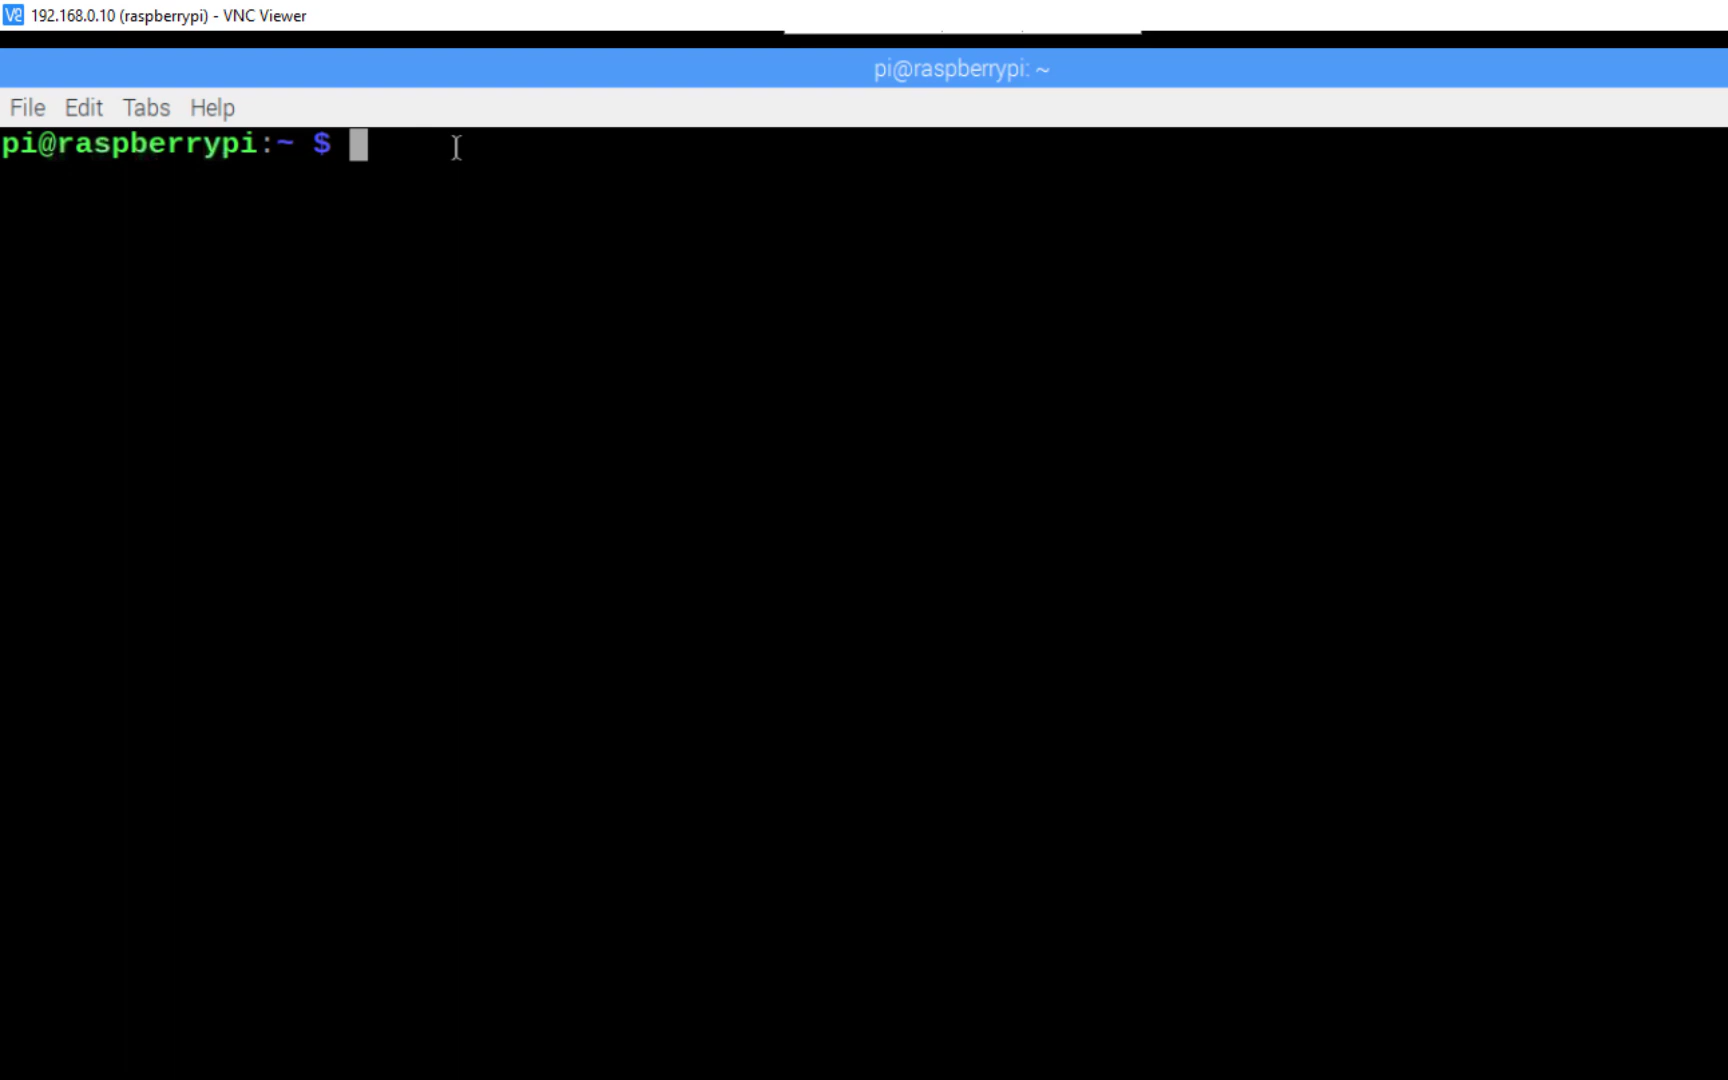 192.168.0.10 (raspberrypi) - VNC Viewer
pi@raspberrypi: ~
File Edit Tabs Help
pi@raspberrypi:~ $